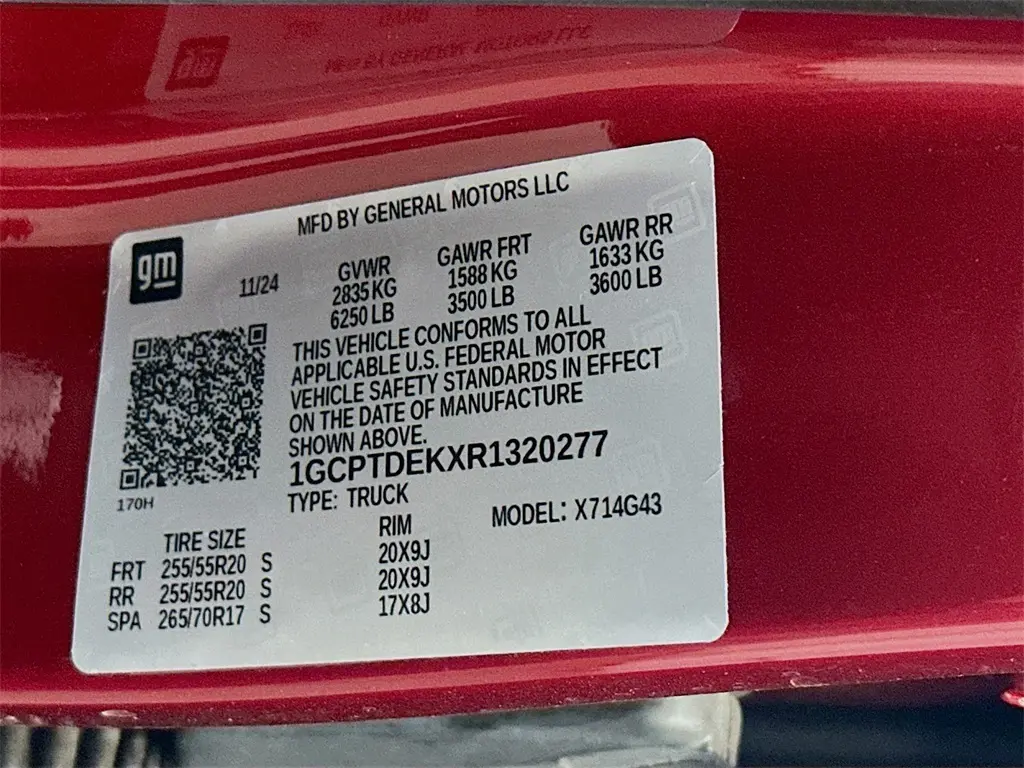 MFD BY GENERAL MOTORS LLC
gm
11/24
GVWR GAWR FRT GAWR RR
2835 KG 1588 KG 1633 KG
6250 LB 3500 LB 3600 LB
THIS VEHICLE CONFORMS TO ALL
APPLICABLE U.S. FEDERAL MOTOR
VEHICLE SAFETY STANDARDS IN EFFECT
ON THE DATE OF MANUFACTURE
SHOWN ABOVE.
1GCPTDEKXR1320277
170H
TYPE: TRUCK MODEL: X714G43
TIRE SIZE RIM
FRT 255/55R20 S 20X9J
RR 255/55R20 S 20X9J
SPA 265/70R17 S 17X8J